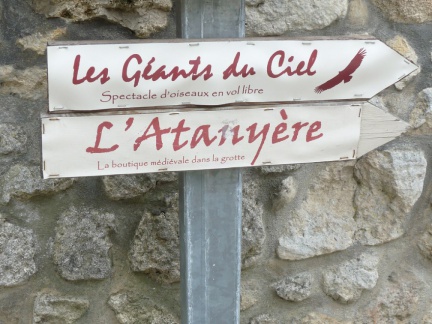 Les Géants du Ciel
Spectacle d'oiseaux en vol libre
L'Atanyère
La boutique médiévale dans la grotte